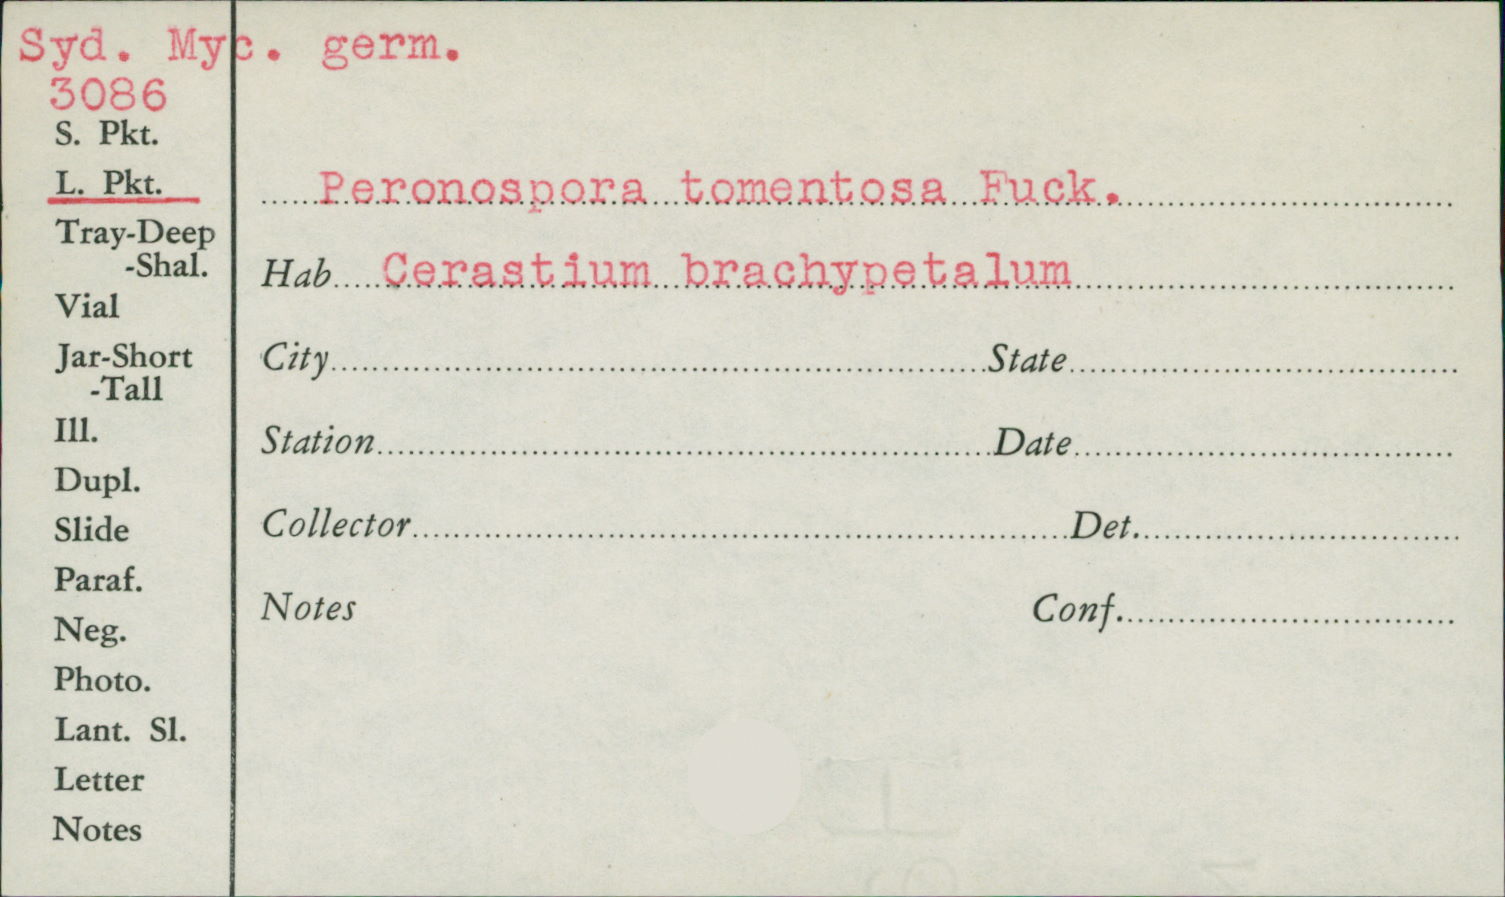 Syd. Myc. germ.
3086
S. Pkt.
L. Pkt.
Tray-Deep
-Shal.
Vial
Jar-Short
-Tall
Ill.
Dupl.
Slide
Paraf.
Neg.
Photo.
Lant. Sl.
Letter
Notes
Peronospora tomentosa Fuck.
Hab. Cerastium brachypetalum
City State
Station Date
Collector Det.
Notes Conf.